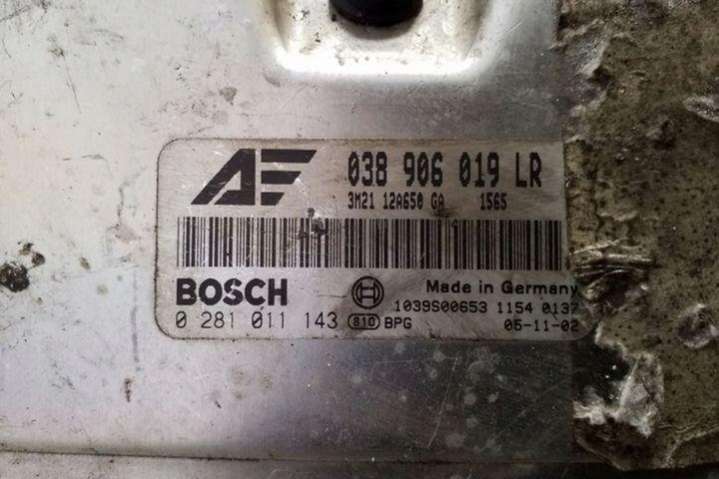 AF 038 906 019 LR
3M21 12A650 GA 1565
BOSCH Made in Germany
1039S00653 1154 0137
0 281 011 143 810 BPG 05-11-02